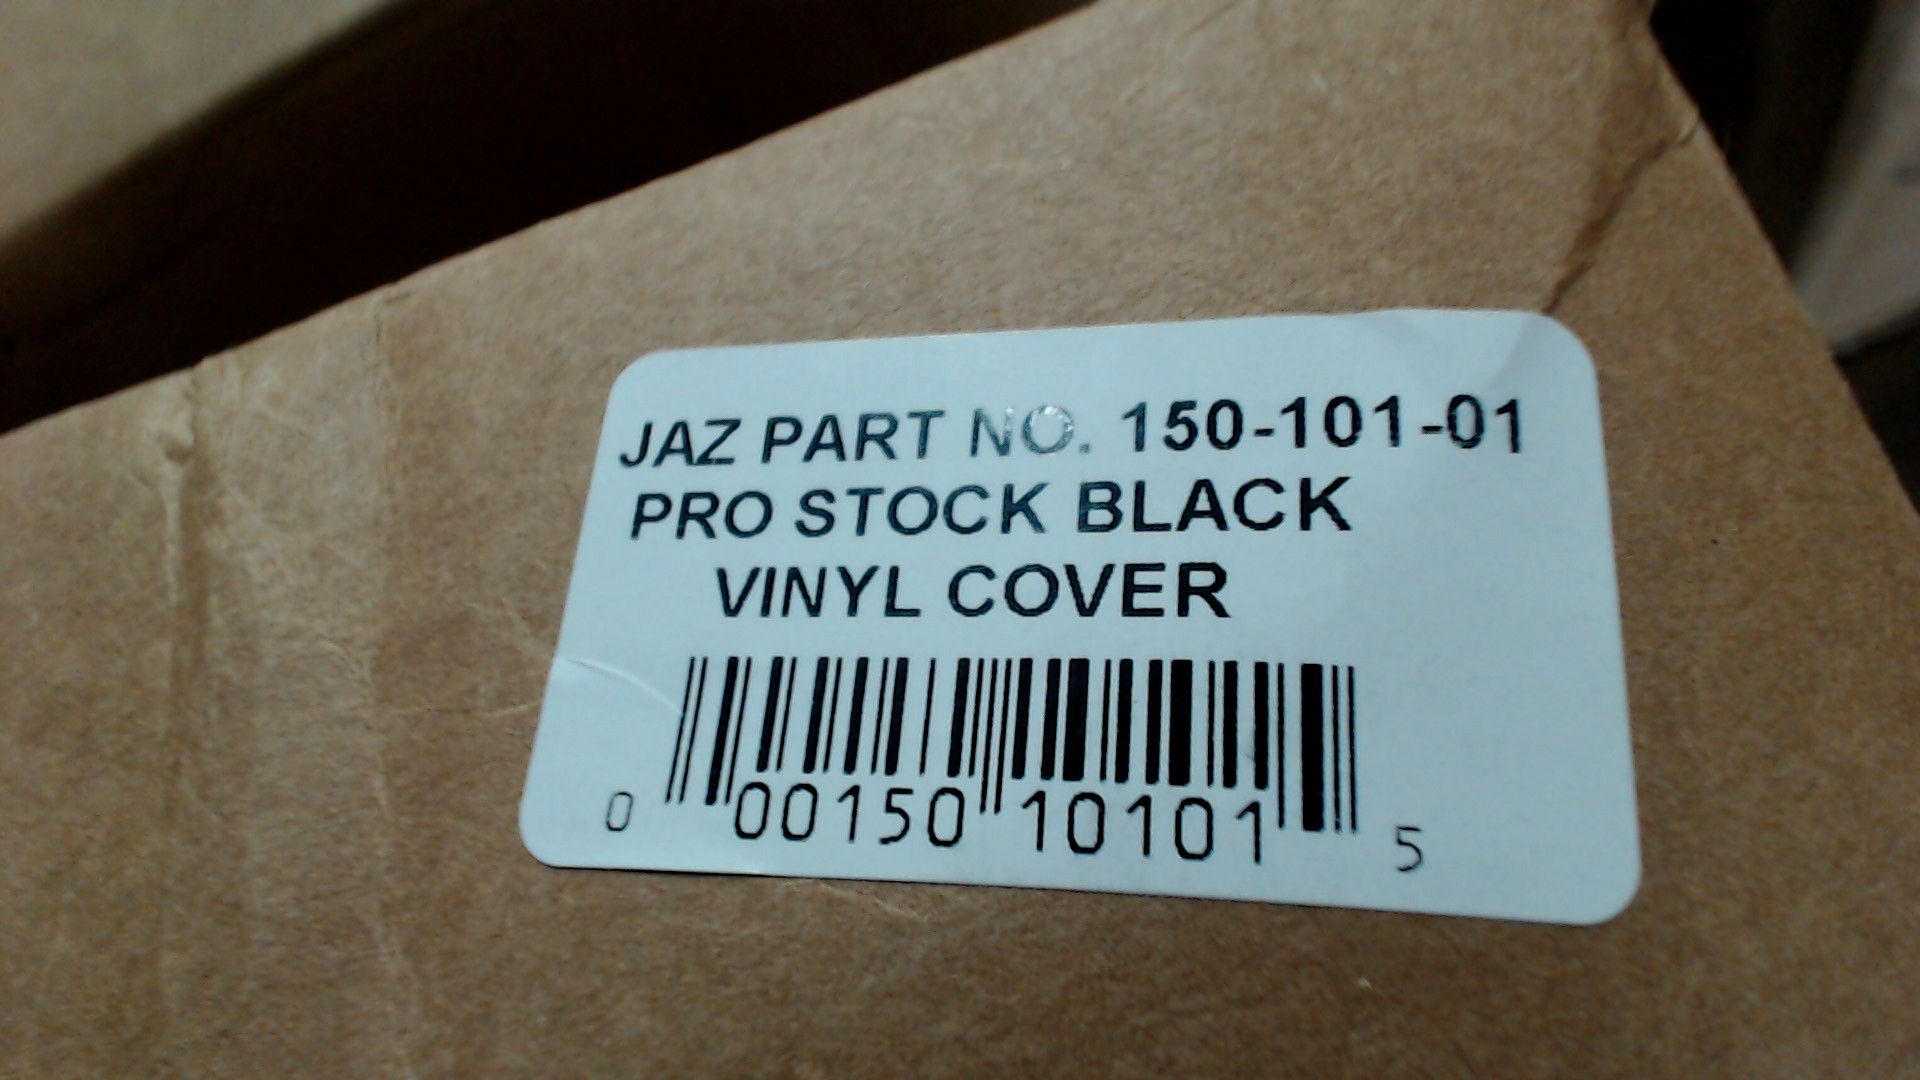 JAZ PART NO. 150-101-01
PRO STOCK BLACK
VINYL COVER
0 00150 10101 5